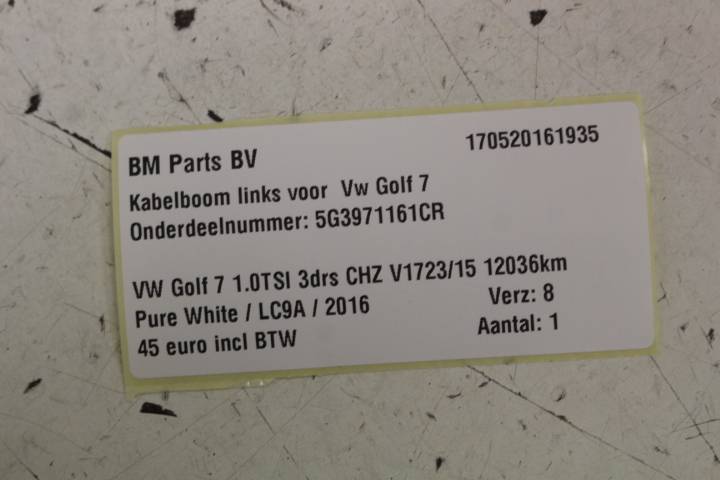 BM Parts BV 170520161935
Kabelboom links voor Vw Golf 7
Onderdeelnummer: 5G3971161CR
VW Golf 7 1.0TSI 3drs CHZ V1723/15 12036km
Pure White / LC9A / 2016 Verz: 8
45 euro incl BTW Aantal: 1